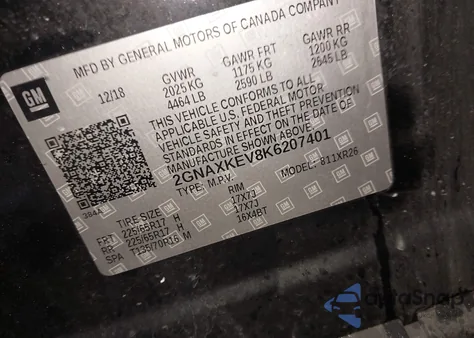 MFD BY GENERAL MOTORS OF CANADA COMPANY
GM
12/18
GVWR GAWR FRT GAWR RR
2025 KG 1175 KG 1200 KG
4464 LB 2590 LB 2645 LB
THIS VEHICLE CONFORMS TO ALL
APPLICABLE U.S. FEDERAL MOTOR
VEHICLE SAFETY AND THEFT PREVENTION
STANDARDS IN EFFECT ON THE DATE OF
MANUFACTURE SHOWN ABOVE.
2GNAXKEV8K6207401
TYPE: M.P.V. MODEL: 811XR26
TIRE SIZE RIM
FRT 225/65R17 H 17X7J
RR 225/65R17 H 17X7J
SPA T135/70R16 M 16X4BT
AptaSnap